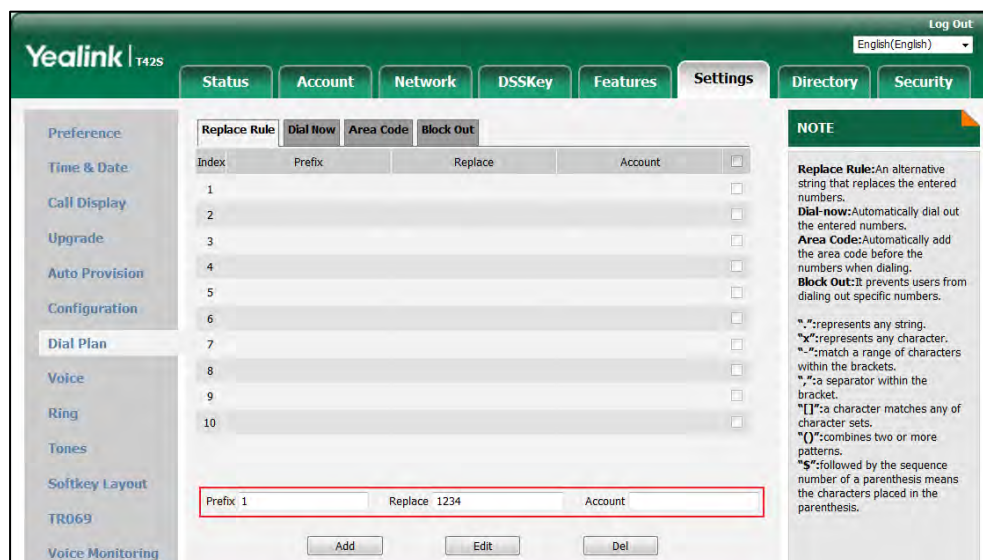 Log Out
English(English)
Yealink T42S
Status Account Network DSSKey Features Settings Directory Security
Preference
Time & Date
Call Display
Upgrade
Auto Provision
Configuration
Dial Plan
Voice
Ring
Tones
Softkey Layout
TR069
Voice Monitoring
Replace Rule Dial Now Area Code Block Out
Index Prefix Replace Account
1
2
3
4
5
6
7
8
9
10
Prefix 1 Replace 1234 Account
Add Edit Del
NOTE
Replace Rule:An alternative
string that replaces the entered
numbers.
Dial-now:Automatically dial out
the entered numbers.
Area Code:Automatically add
the area code before the
numbers when dialing.
Block Out:It prevents users from
dialing out specific numbers.
".":represents any string.
"x":represents any character.
"-":match a range of characters
within the brackets.
",":a separator within the
bracket.
"[]":a character matches any of
character sets.
"()":combines two or more
patterns.
"$":followed by the sequence
number of a parenthesis means
the characters placed in the
parenthesis.